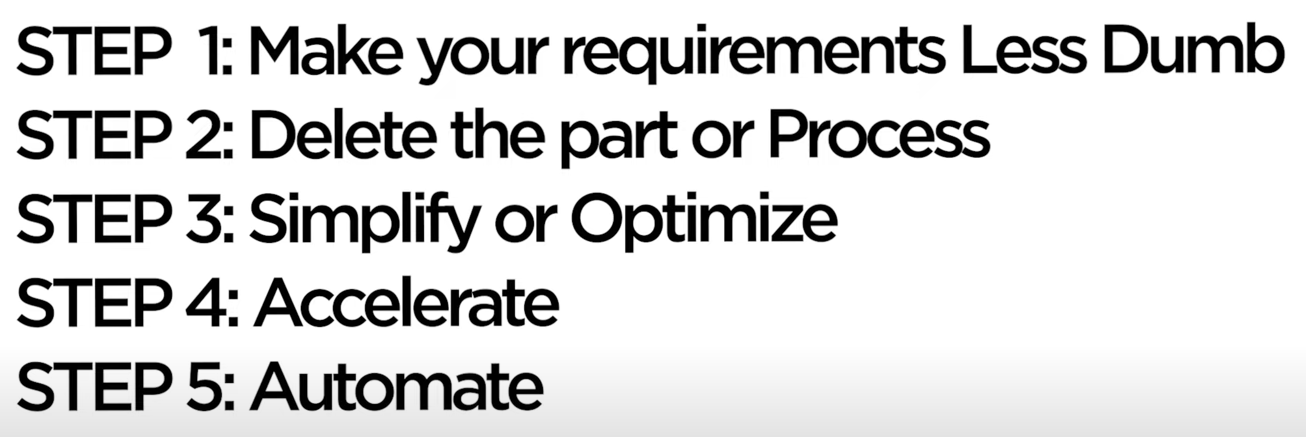 STEP 1: Make your requirements Less Dumb
STEP 2: Delete the part or Process
STEP 3: Simplify or Optimize
STEP 4: Accelerate
STEP 5: Automate